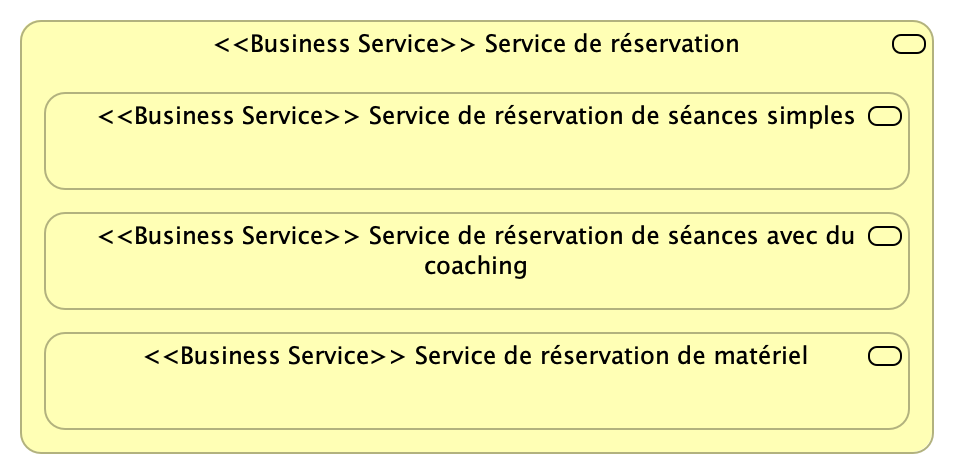 <<Business Service>> Service de réservation
<<Business Service>> Service de réservation de séances simples
<<Business Service>> Service de réservation de séances avec du
coaching
<<Business Service>> Service de réservation de matériel